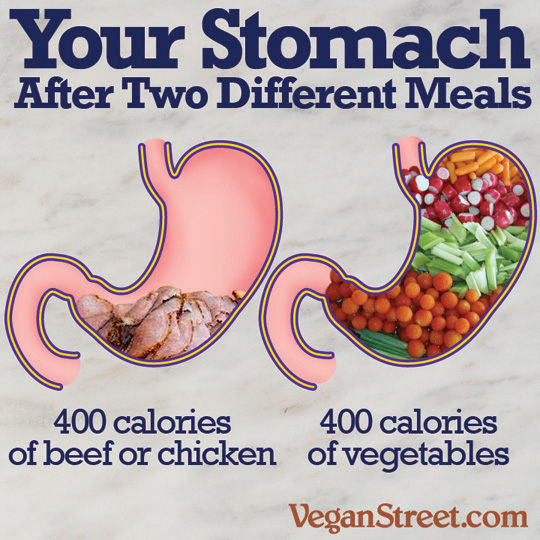 Your Stomach
After Two Different Meals
400 calories
of beef or chicken
400 calories
of vegetables
VeganStreet.com